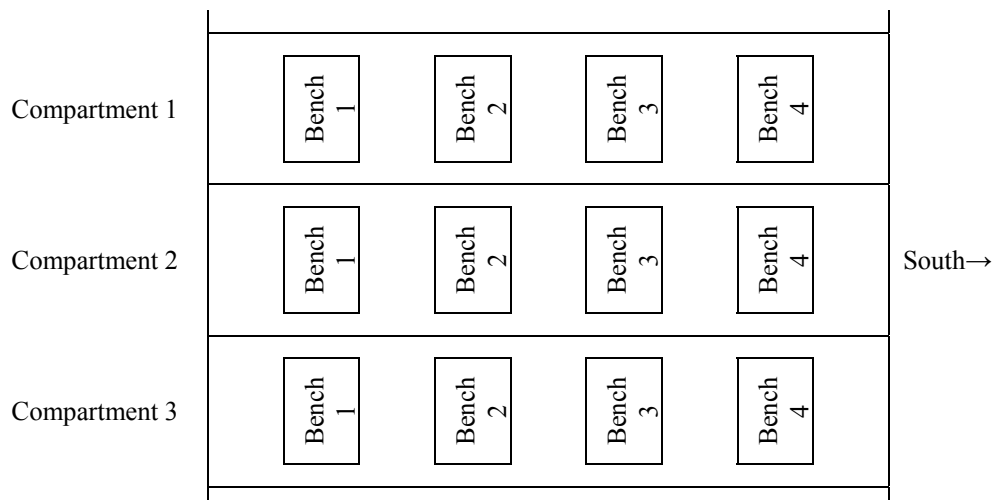 Compartment 1
Bench
1
Bench
2
Bench
3
Bench
4
Compartment 2
Bench
1
Bench
2
Bench
3
Bench
4
South→
Compartment 3
Bench
1
Bench
2
Bench
3
Bench
4